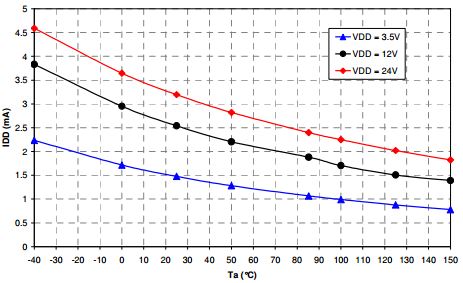 5
4.5
4
3.5
3
2.5
2
1.5
1
0.5
0
IDD (mA)
VDD = 3.5V
VDD = 12V
VDD = 24V
-40 -30 -20 -10 0 10 20 30 40 50 60 70 80 90 100 110 120 130 140 150
Ta (°C)